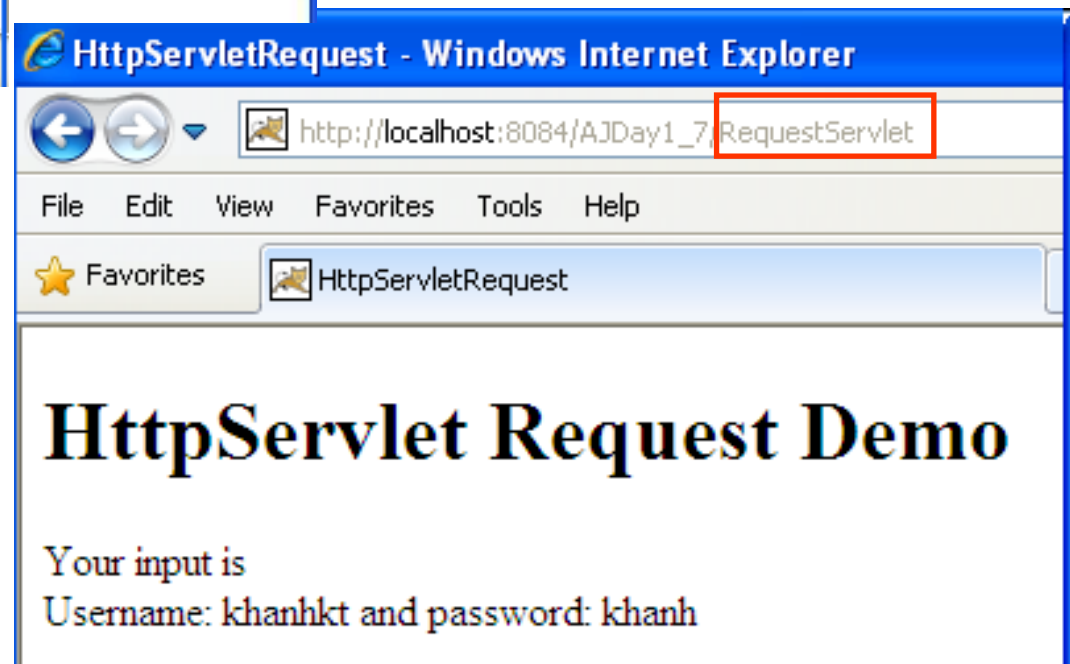 HttpServletRequest - Windows Internet Explorer
http://localhost:8084/AJDay1_7/RequestServlet
File Edit View Favorites Tools Help
Favorites HttpServletRequest
HttpServlet Request Demo
Your input is
Username: khanhkt and password: khanh